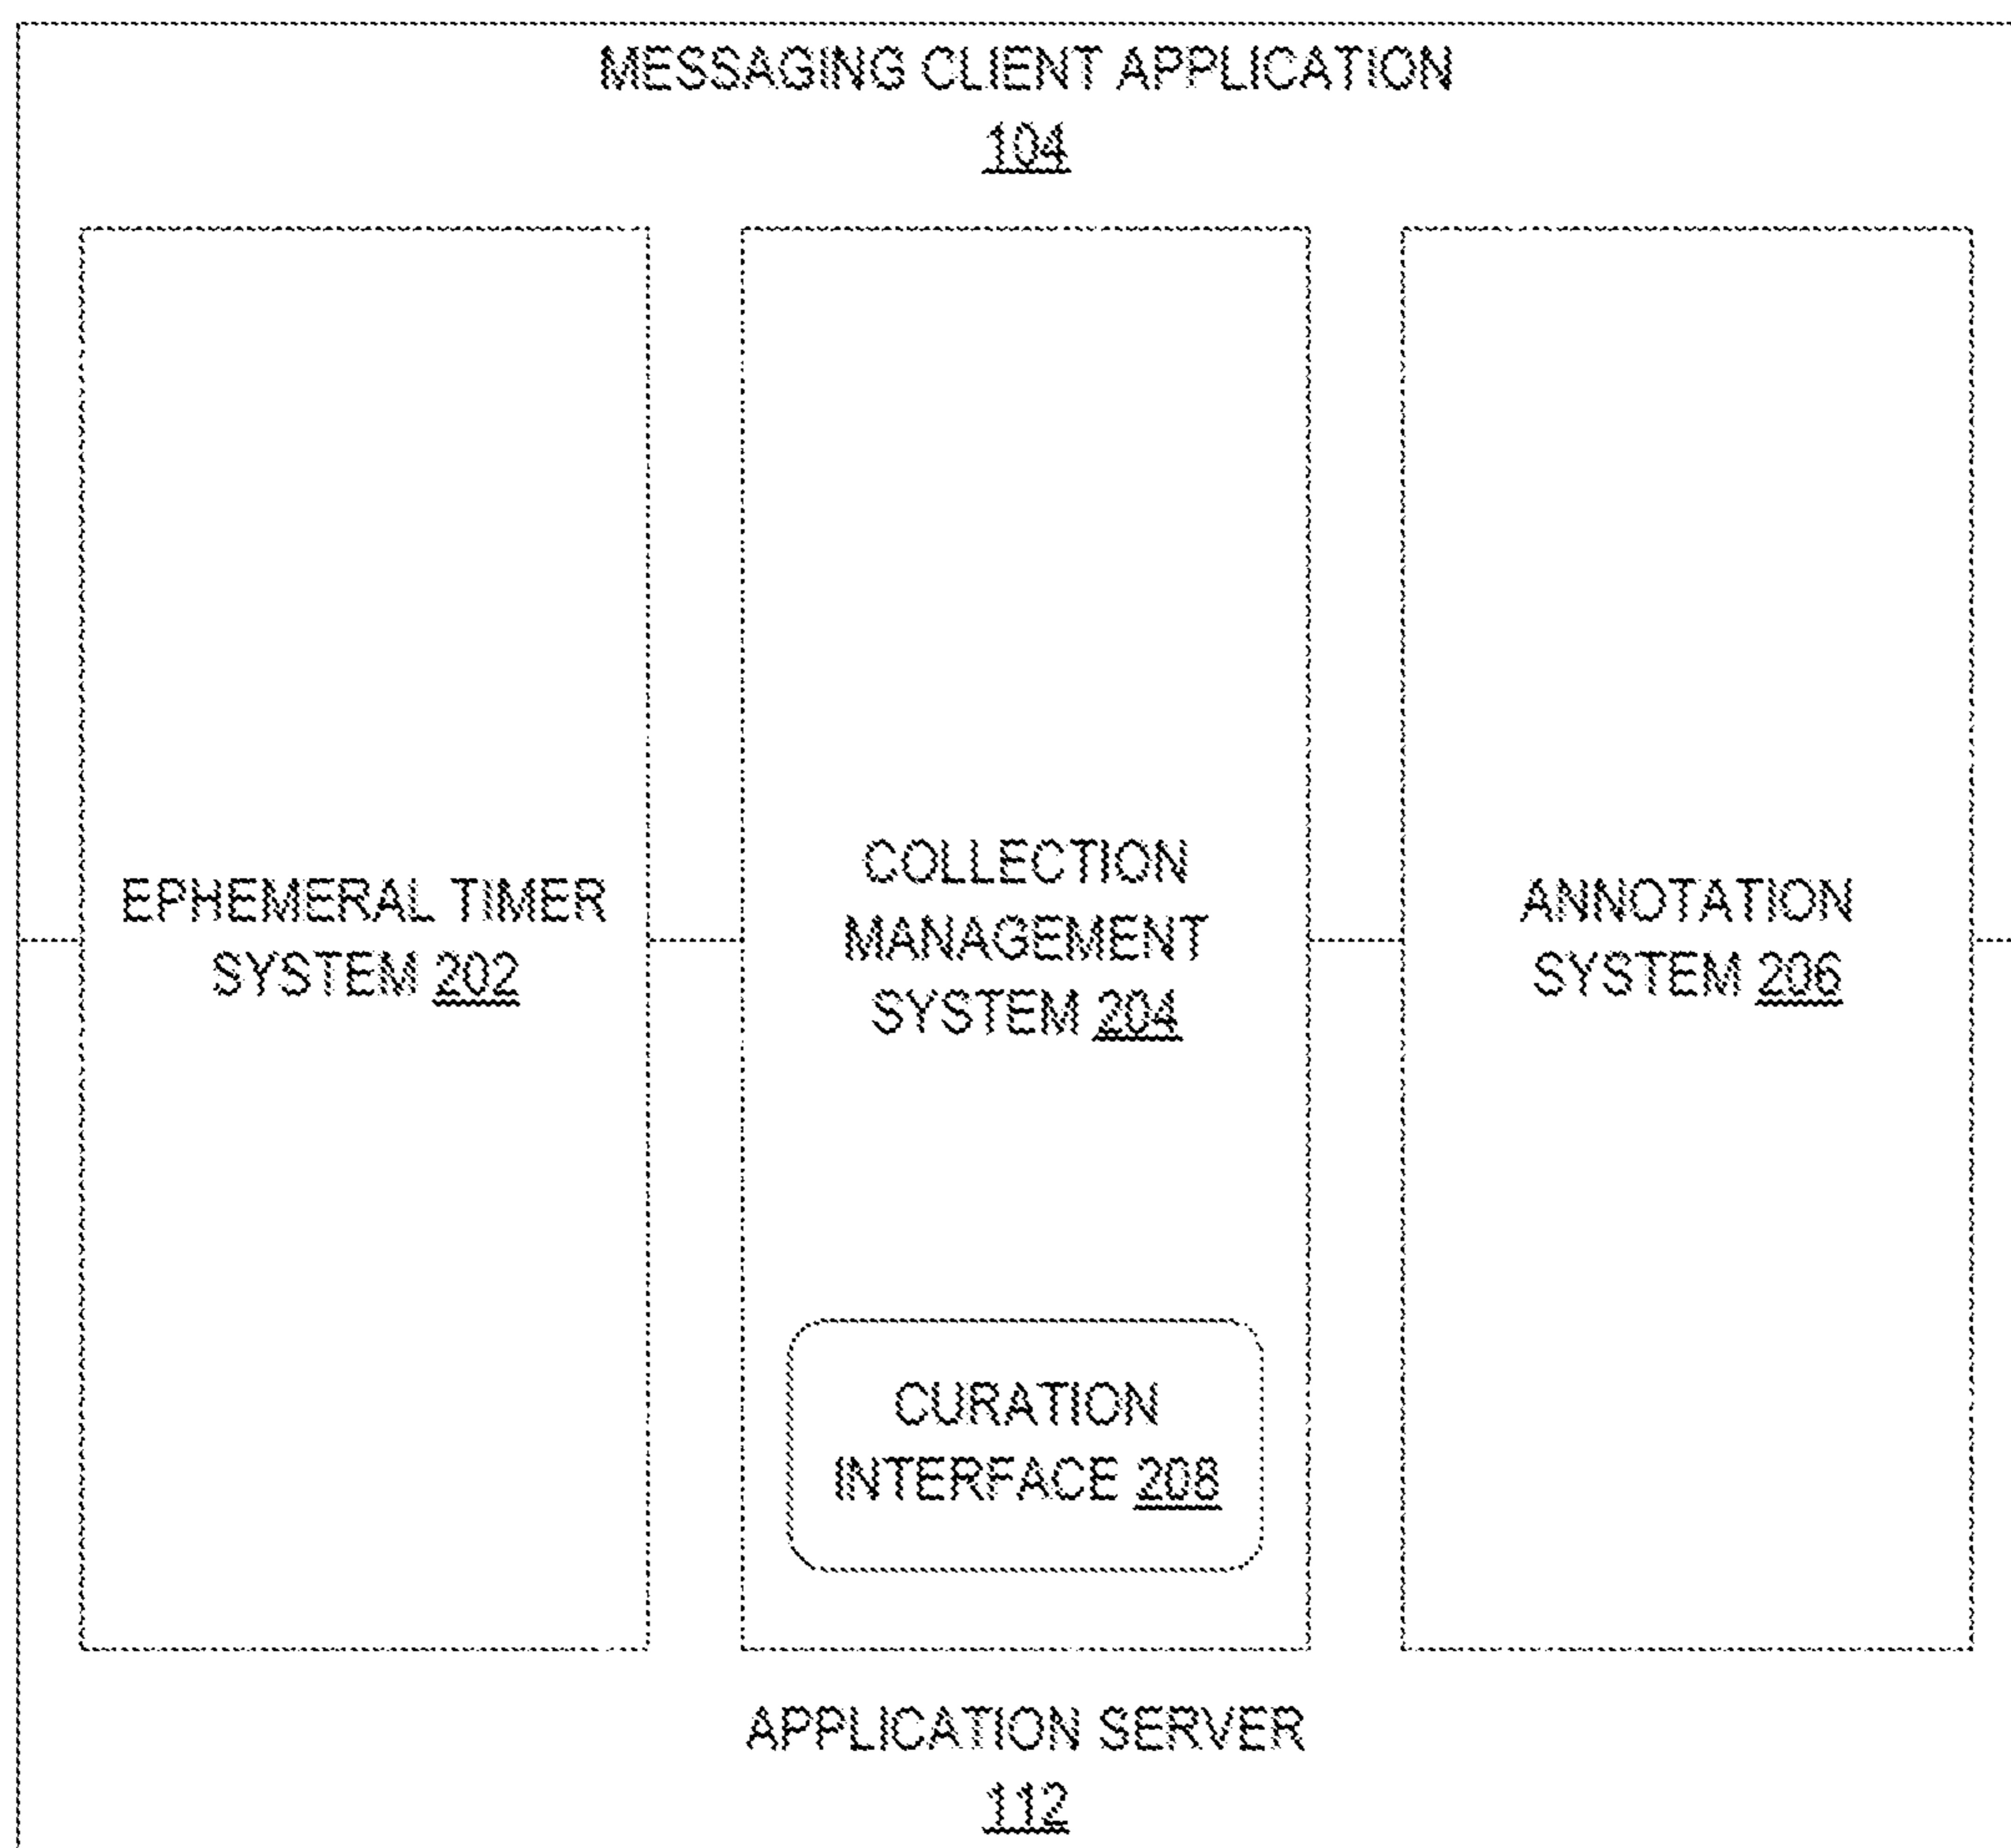 MESSAGING CLIENT APPLICATION
104
EPHEMERAL TIMER
SYSTEM 202
COLLECTION
MANAGEMENT
SYSTEM 204
ANNOTATION
SYSTEM 206
CURATION
INTERFACE 208
APPLICATION SERVER
112